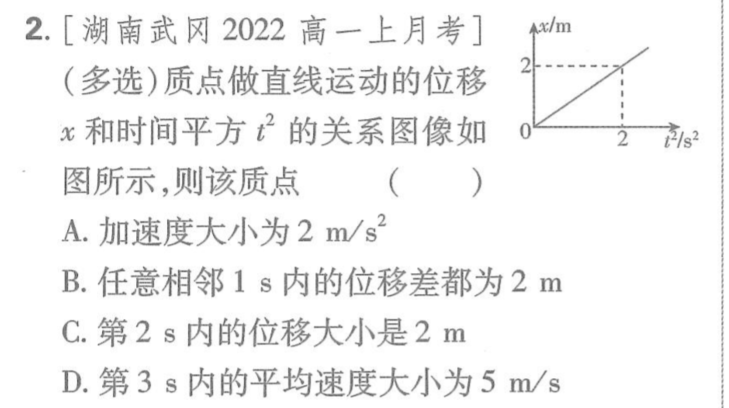 2. [湖南武冈 2022 高一上月考]
(多选)质点做直线运动的位移
x 和时间平方 t² 的关系图像如
图所示,则该质点 (  )
A. 加速度大小为 2 m/s²
B. 任意相邻 1 s 内的位移差都为 2 m
C. 第 2 s 内的位移大小是 2 m
D. 第 3 s 内的平均速度大小为 5 m/s
x/m
2
0
2
t²/s²